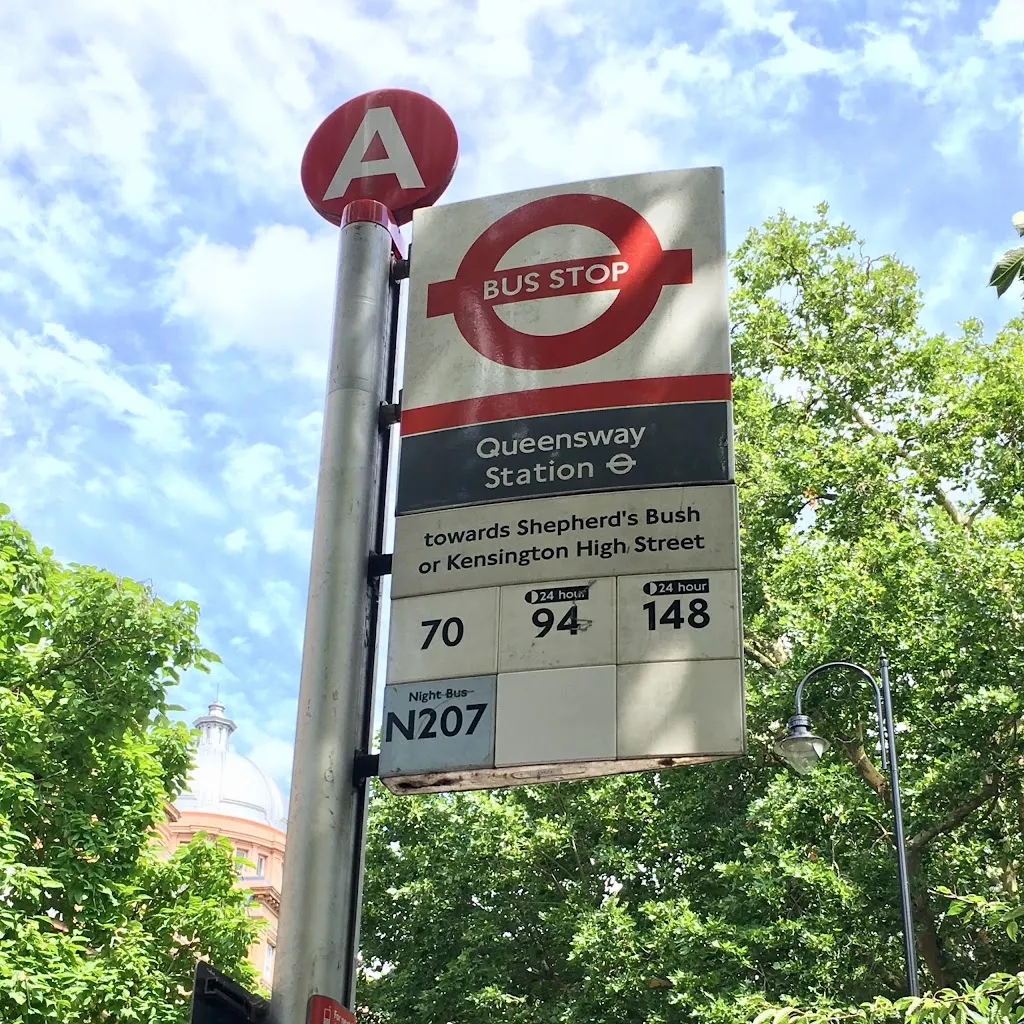 A
BUS STOP
Queensway
Station
towards Shepherd's Bush
or Kensington High Street
70
24 hour
94
24 hour
148
Night Bus
N207